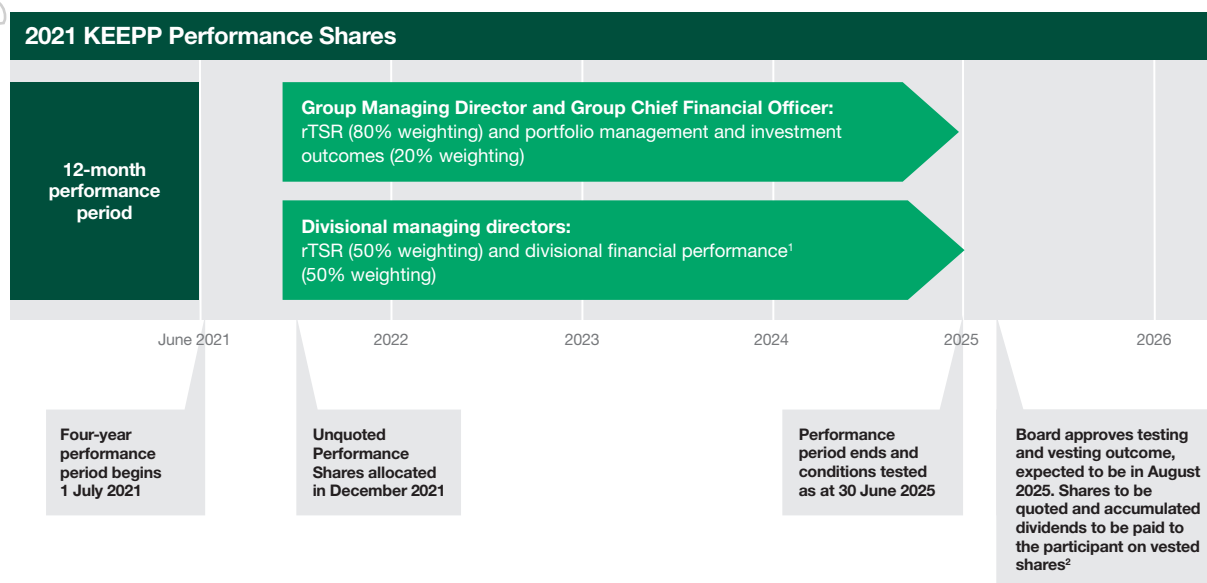 2021 KEEPP Performance Shares
12-month
performance
period
Group Managing Director and Group Chief Financial Officer:
rTSR (80% weighting) and portfolio management and investment
outcomes (20% weighting)
Divisional managing directors:
rTSR (50% weighting) and divisional financial performance¹
(50% weighting)
June 2021
2022
2023
2024
2025
2026
Four-year
performance
period begins
1 July 2021
Unquoted
Performance
Shares allocated
in December 2021
Performance
period ends and
conditions tested
as at 30 June 2025
Board approves testing
and vesting outcome,
expected to be in August
2025. Shares to be
quoted and accumulated
dividends to be paid to
the participant on vested
shares²